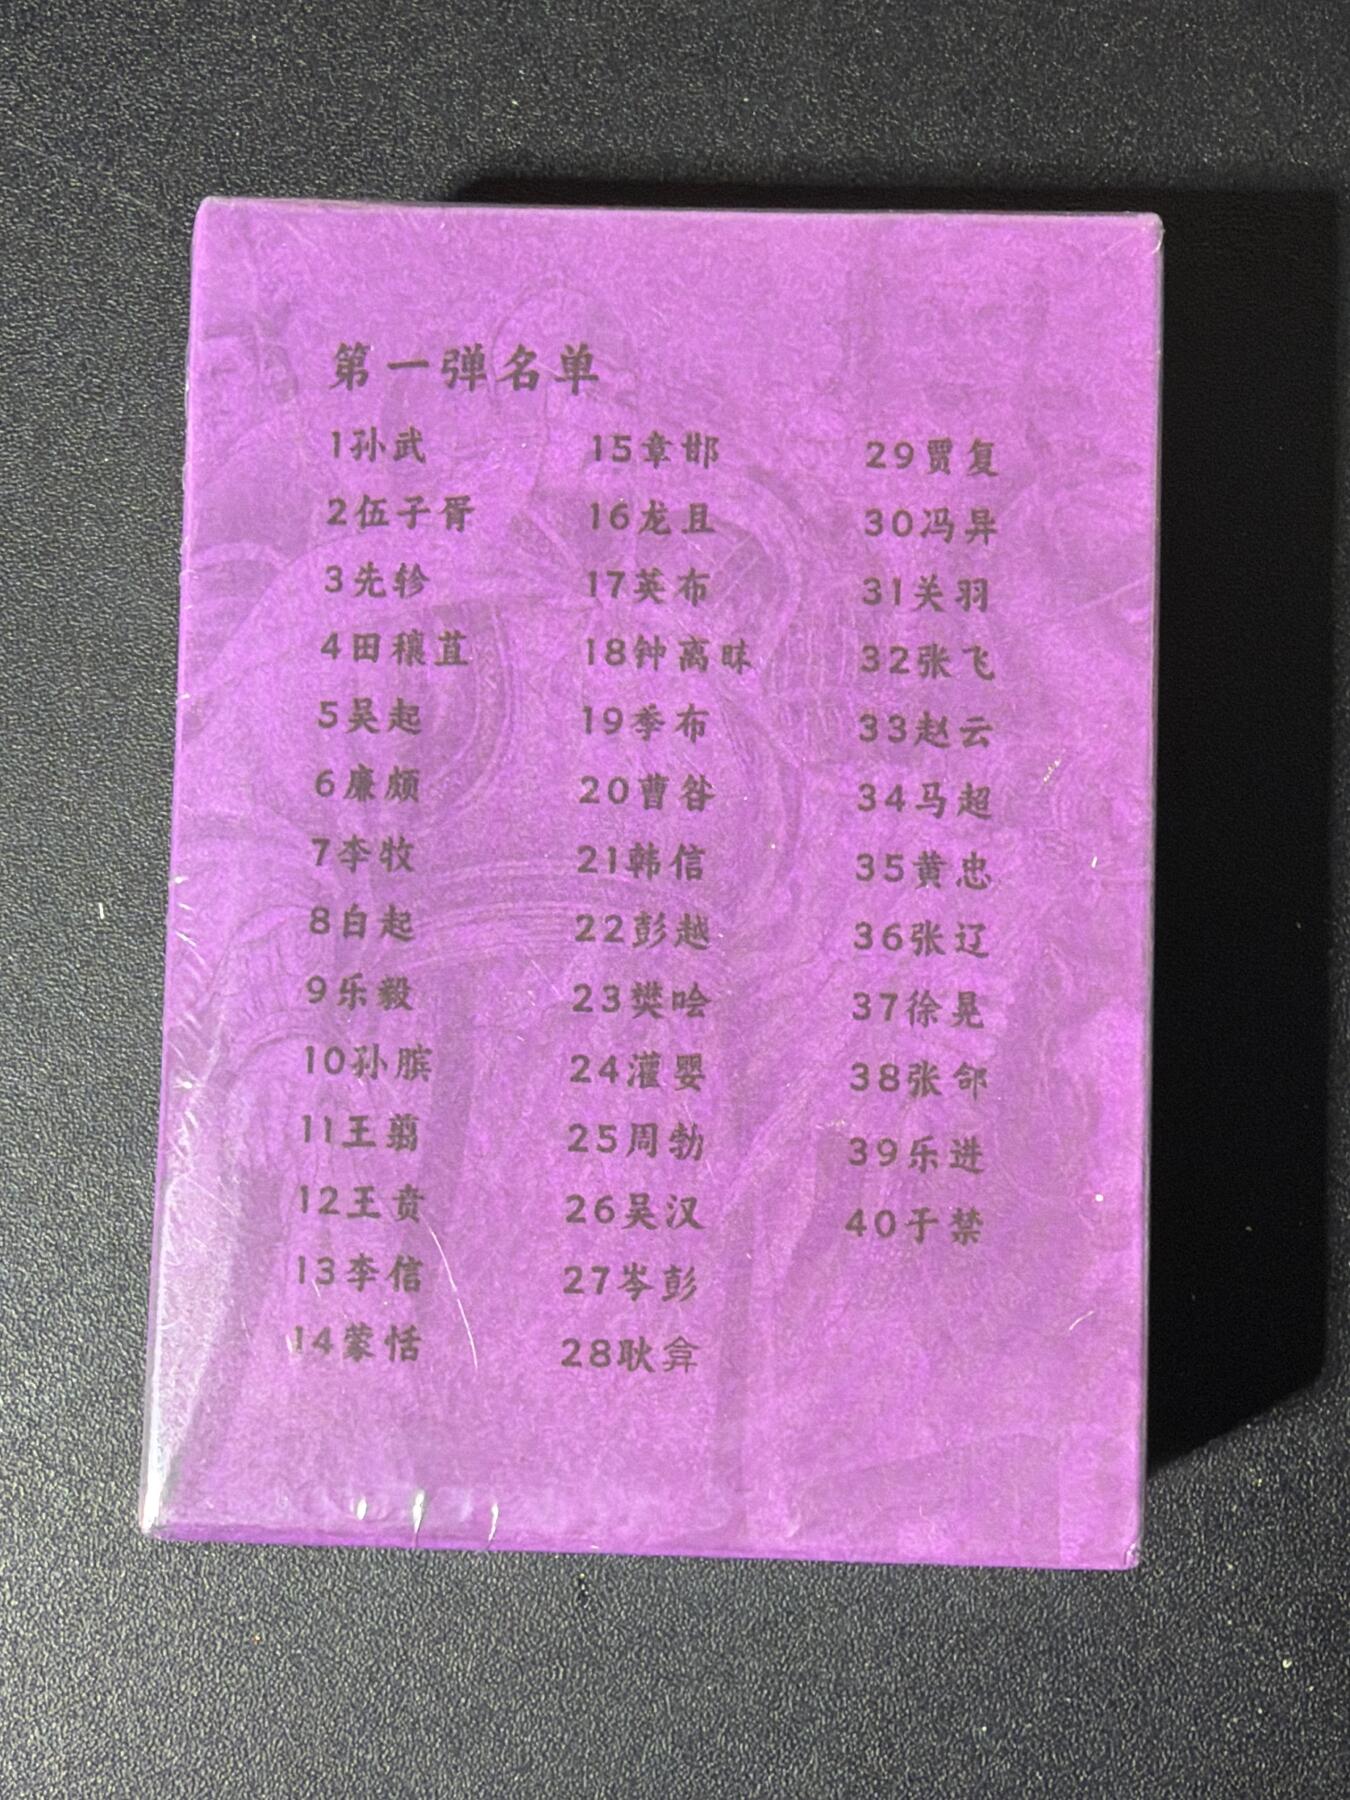 第一弹名单
1孙武
2伍子胥
3先轸
4田穰苴
5吴起
6廉颇
7李牧
8白起
9乐毅
10孙膑
11王翦
12王贲
13李信
14蒙恬
15章邯
16龙且
17英布
18钟离昧
19季布
20曹咎
21韩信
22彭越
23樊哙
24灌婴
25周勃
26吴汉
27岑彭
28耿弇
29贾复
30冯异
31关羽
32张飞
33赵云
34马超
35黄忠
36张辽
37徐晃
38张郃
39乐进
40于禁